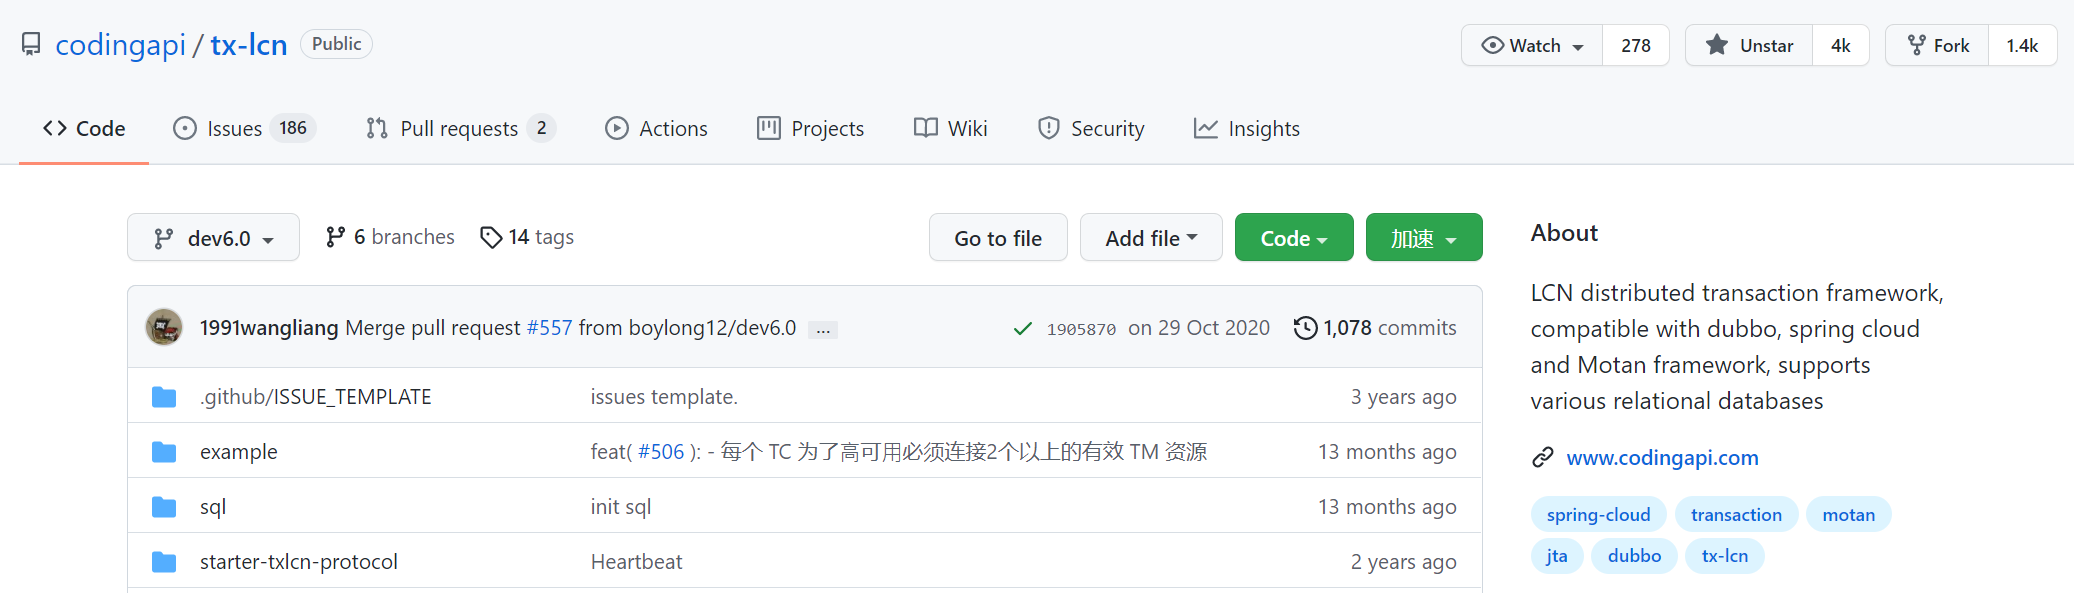 codingapi / tx-lcn Public
Watch 278 Unstar 4k Fork 1.4k
Code Issues 186 Pull requests 2 Actions Projects Wiki Security Insights
dev6.0 6 branches 14 tags Go to file Add file Code 加速
1991wangliang Merge pull request #557 from boylong12/dev6.0 ... 1905870 on 29 Oct 2020 1,078 commits
.github/ISSUE_TEMPLATE issues template. 3 years ago
example feat( #506 ): - 每个 TC 为了高可用必须连接2个以上的有效 TM 资源 13 months ago
sql init sql 13 months ago
starter-txlcn-protocol Heartbeat 2 years ago
About
LCN distributed transaction framework,
compatible with dubbo, spring cloud
and Motan framework, supports
various relational databases
www.codingapi.com
spring-cloud transaction motan
jta dubbo tx-lcn